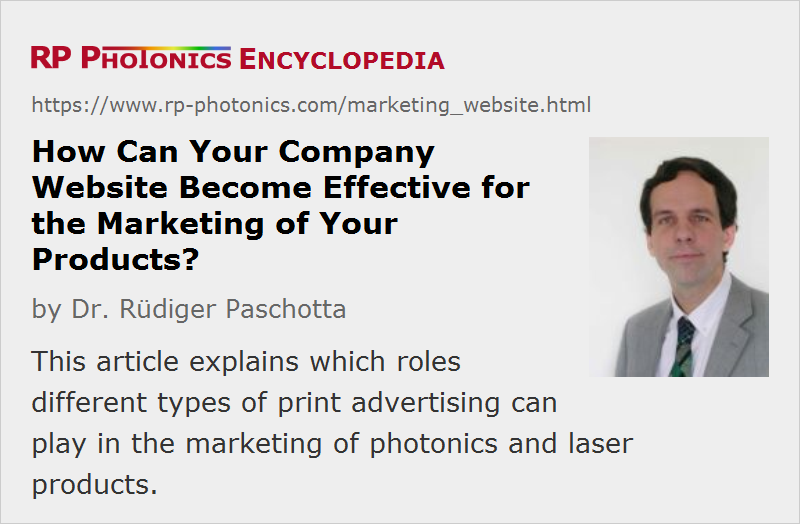 RP PHOTONICS ENCYCLOPEDIA
https://www.rp-photonics.com/marketing_website.html
How Can Your Company
Website Become Effective for
the Marketing of Your
Products?
by Dr. Rüdiger Paschotta
This article explains which roles
different types of print advertising can
play in the marketing of photonics and laser
products.